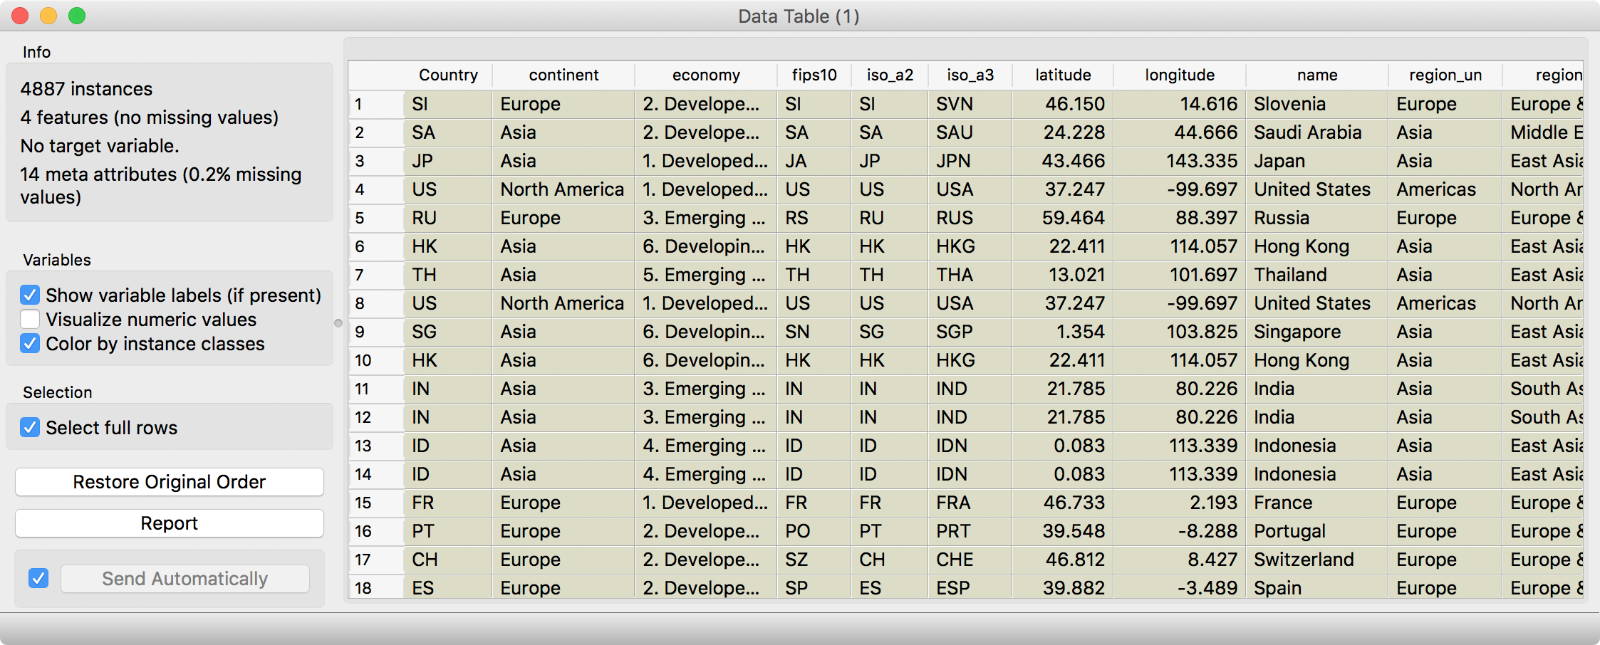 Data Table (1)
Info
4887 instances
4 features (no missing values)
No target variable.
14 meta attributes (0.2% missing
values)
Variables
Show variable labels (if present)
Visualize numeric values
Color by instance classes
Selection
Select full rows
Restore Original Order
Report
Send Automatically
Country continent economy fips10 iso_a2 iso_a3 latitude longitude name region_un region
1 SI Europe 2. Develope... SI SI SVN 46.150 14.616 Slovenia Europe Europe &
2 SA Asia 2. Develope... SA SA SAU 24.228 44.666 Saudi Arabia Asia Middle E
3 JP Asia 1. Developed... JA JP JPN 43.466 143.335 Japan Asia East Asia
4 US North America 1. Developed... US US USA 37.247 -99.697 United States Americas North Am
5 RU Europe 3. Emerging ... RS RU RUS 59.464 88.397 Russia Europe Europe &
6 HK Asia 6. Developin... HK HK HKG 22.411 114.057 Hong Kong Asia East Asia
7 TH Asia 5. Emerging ... TH TH THA 13.021 101.697 Thailand Asia East Asia
8 US North America 1. Developed... US US USA 37.247 -99.697 United States Americas North Am
9 SG Asia 6. Developin... SN SG SGP 1.354 103.825 Singapore Asia East Asia
10 HK Asia 6. Developin... HK HK HKG 22.411 114.057 Hong Kong Asia East Asia
11 IN Asia 3. Emerging ... IN IN IND 21.785 80.226 India Asia South As
12 IN Asia 3. Emerging ... IN IN IND 21.785 80.226 India Asia South As
13 ID Asia 4. Emerging ... ID ID IDN 0.083 113.339 Indonesia Asia East Asia
14 ID Asia 4. Emerging ... ID ID IDN 0.083 113.339 Indonesia Asia East Asia
15 FR Europe 1. Developed... FR FR FRA 46.733 2.193 France Europe Europe &
16 PT Europe 2. Develope... PO PT PRT 39.548 -8.288 Portugal Europe Europe &
17 CH Europe 2. Develope... SZ CH CHE 46.812 8.427 Switzerland Europe Europe &
18 ES Europe 2. Develope... SP ES ESP 39.882 -3.489 Spain Europe Europe &